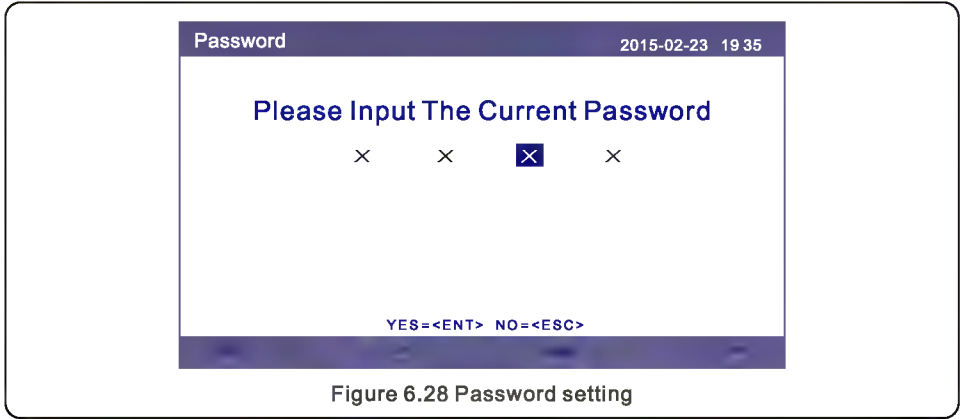 Password 2015-02-23 19 35
Please Input The Current Password
× × × ×
YES=<ENT> NO=<ESC>
Figure 6.28 Password setting